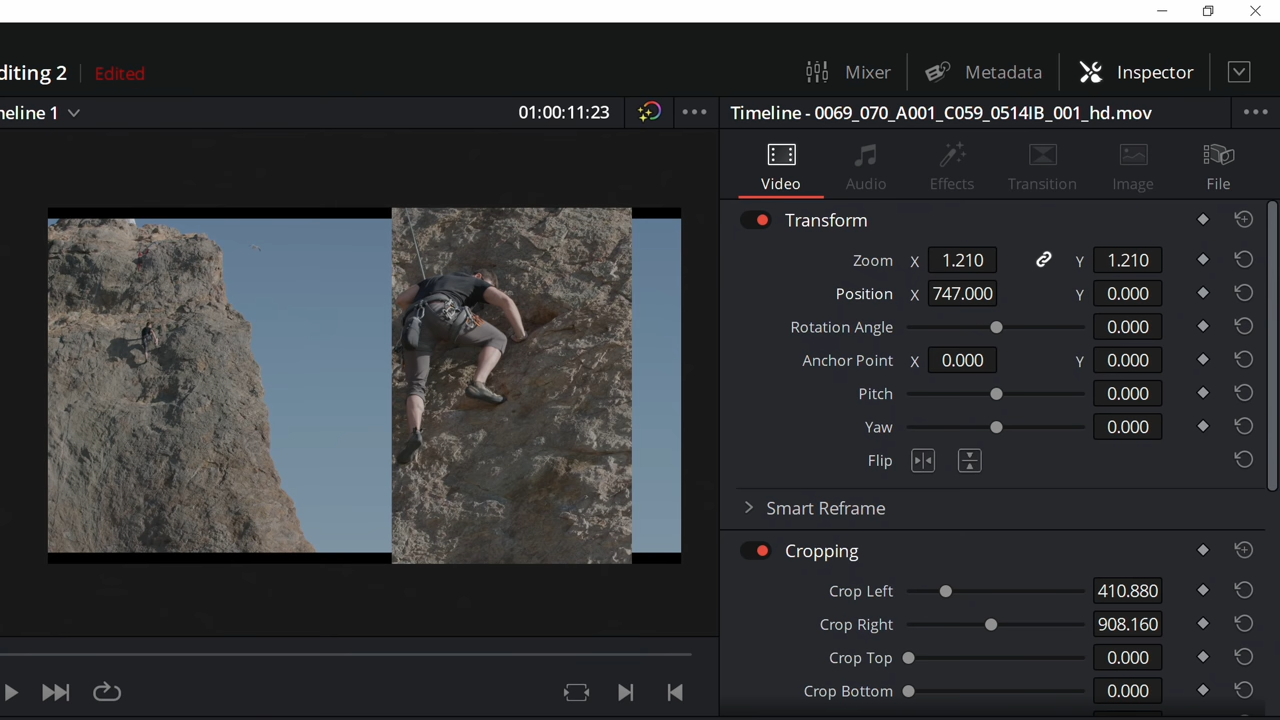 diting 2 Edited Mixer Metadata Inspector
neline 1 01:00:11:23 Timeline - 0069_070_A001_C059_0514IB_001_hd.mov
Video Audio Effects Transition Image File
Transform
Zoom X 1.210 Y 1.210
Position X 747.000 Y 0.000
Rotation Angle 0.000
Anchor Point X 0.000 Y 0.000
Pitch 0.000
Yaw 0.000
Flip
Smart Reframe
Cropping
Crop Left 410.880
Crop Right 908.160
Crop Top 0.000
Crop Bottom 0.000